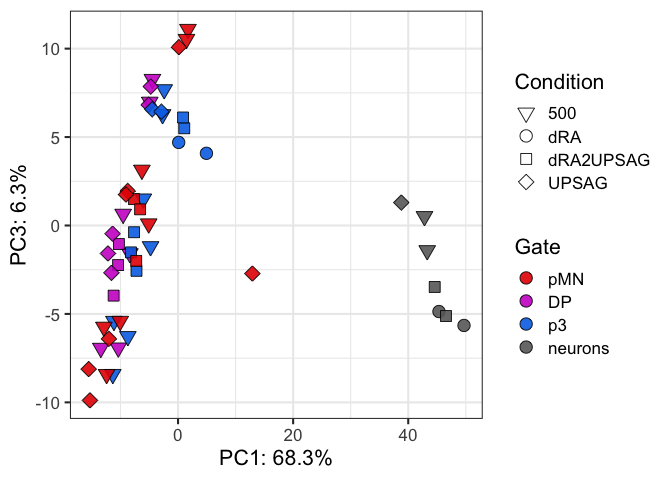 10
5
0
-5
-10
PC3: 6.3%
0
20
40
PC1: 68.3%
Condition
500
dRA
dRA2UPSAG
UPSAG
Gate
pMN
DP
p3
neurons